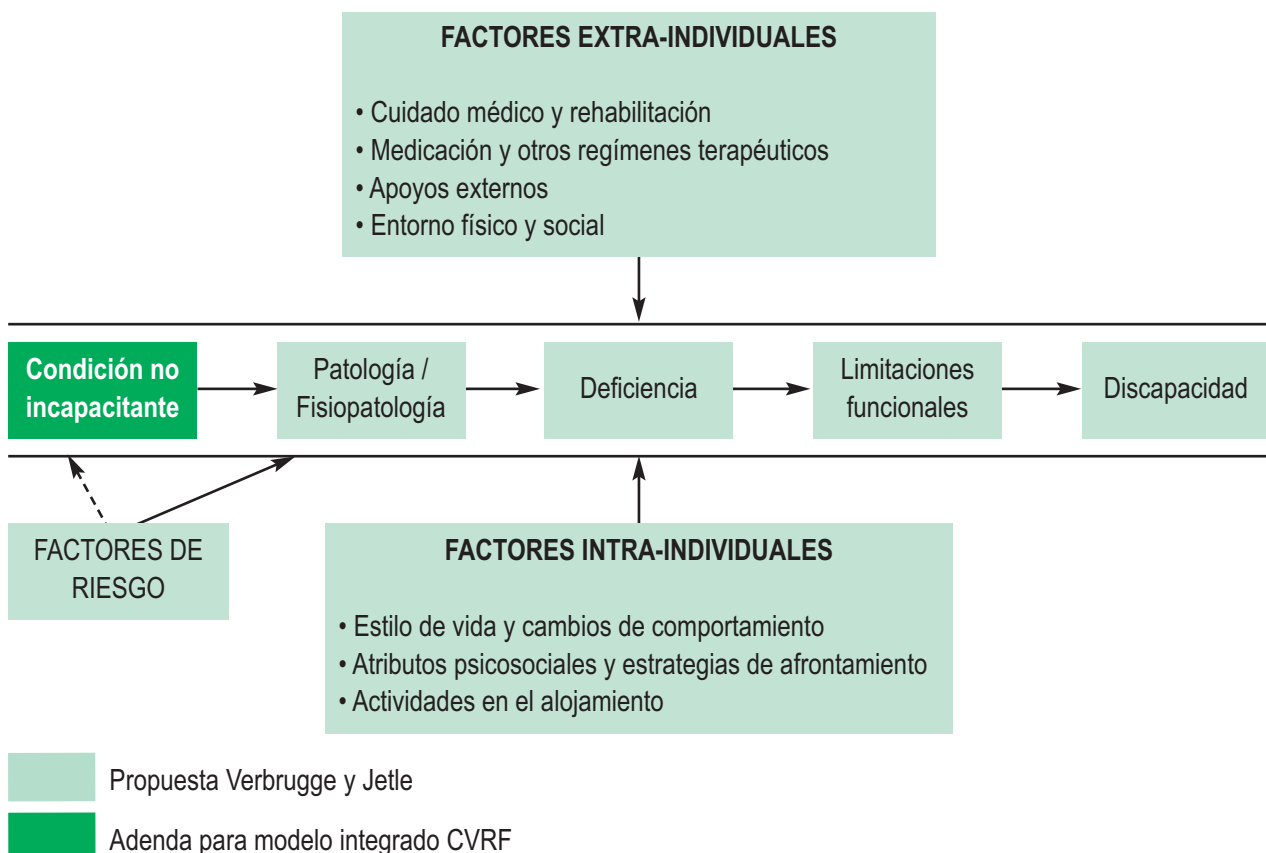 FACTORES EXTRA-INDIVIDUALES
• Cuidado médico y rehabilitación
• Medicación y otros regímenes terapéuticos
• Apoyos externos
• Entorno físico y social
Condición no
incapacitante
Patología /
Fisiopatología
Deficiencia
Limitaciones
funcionales
Discapacidad
FACTORES DE
RIESGO
FACTORES INTRA-INDIVIDUALES
• Estilo de vida y cambios de comportamiento
• Atributos psicosociales y estrategias de afrontamiento
• Actividades en el alojamiento
Propuesta Verbrugge y Jetle
Adenda para modelo integrado CVRF